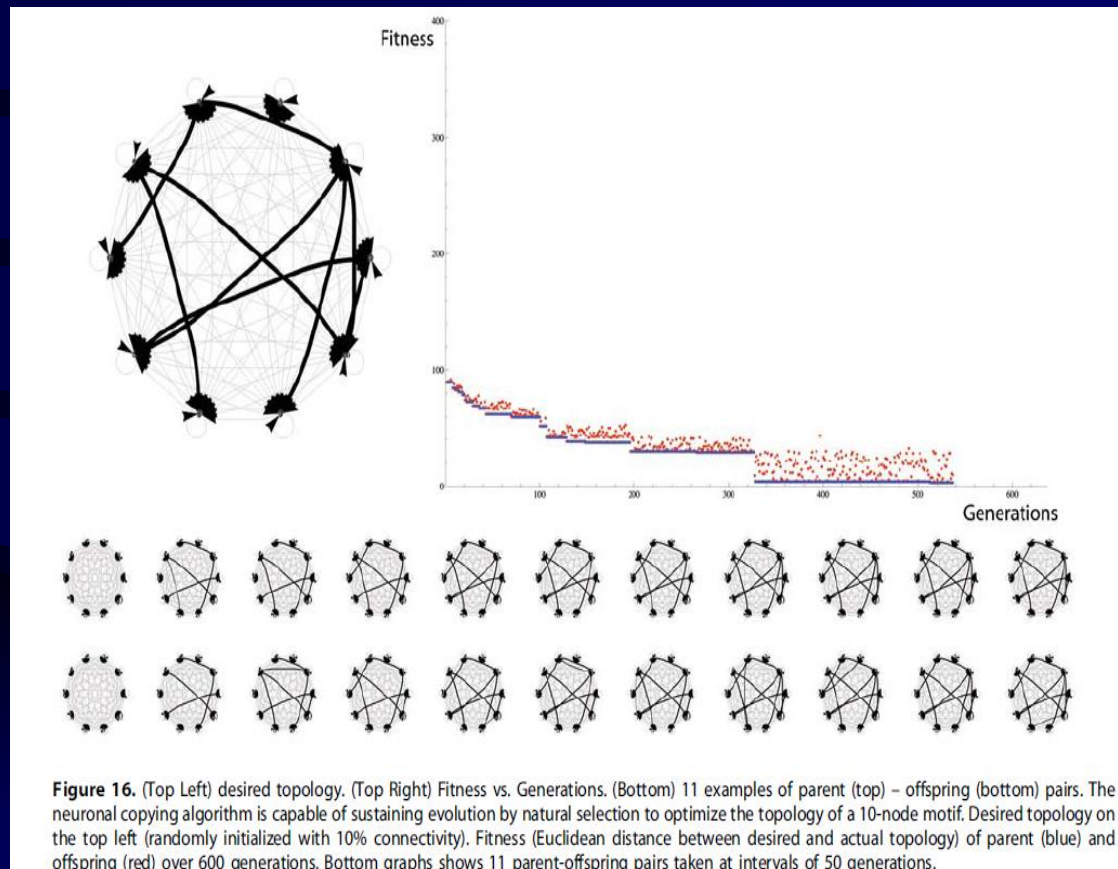 400
Fitness
300
200
100
0
100
200
300
400
500
600
Generations
Figure 16. (Top Left) desired topology. (Top Right) Fitness vs. Generations. (Bottom) 11 examples of parent (top) – offspring (bottom) pairs. The
neuronal copying algorithm is capable of sustaining evolution by natural selection to optimize the topology of a 10-node motif. Desired topology on
the top left (randomly initialized with 10% connectivity). Fitness (Euclidean distance between desired and actual topology) of parent (blue) and
offspring (red) over 600 generations. Bottom graphs shows 11 parent-offspring pairs taken at intervals of 50 generations.